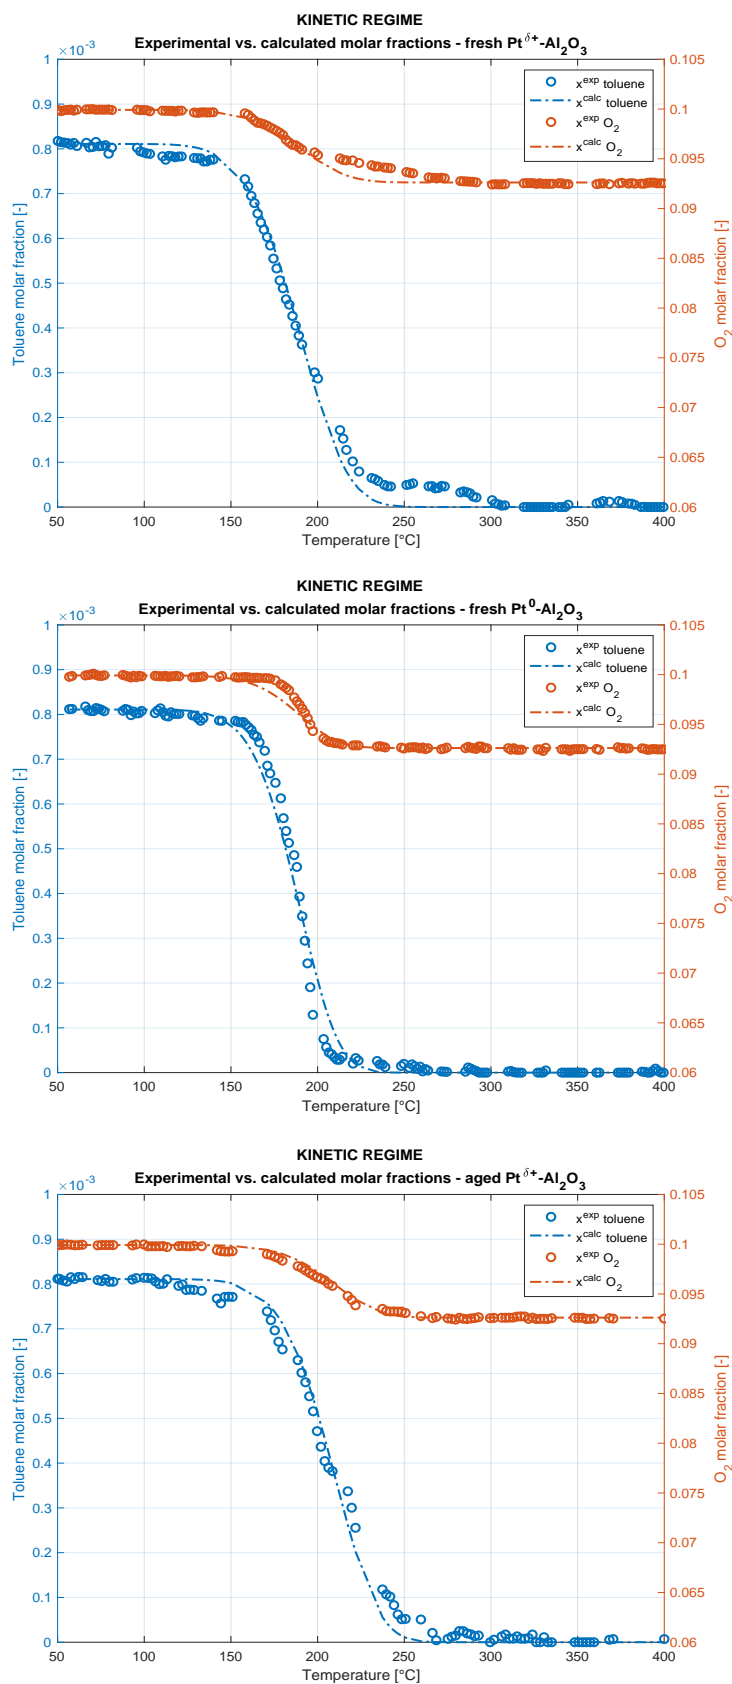 KINETIC REGIME
Experimental vs. calculated molar fractions - fresh Pt^δ+-Al₂O₃
×10⁻³
1
0.9
0.8
0.7
0.6
0.5
0.4
0.3
0.2
0.1
0
Toluene molar fraction [-]
0.105
0.1
0.095
0.09
0.085
0.08
0.075
0.07
0.065
0.06
O₂ molar fraction [-]
x^exp toluene
x^calc toluene
x^exp O₂
x^calc O₂
50 100 150 200 250 300 350 400
Temperature [°C]
KINETIC REGIME
Experimental vs. calculated molar fractions - fresh Pt⁰-Al₂O₃
×10⁻³
1
0.9
0.8
0.7
0.6
0.5
0.4
0.3
0.2
0.1
0
Toluene molar fraction [-]
0.105
0.1
0.095
0.09
0.085
0.08
0.075
0.07
0.065
0.06
O₂ molar fraction [-]
x^exp toluene
x^calc toluene
x^exp O₂
x^calc O₂
50 100 150 200 250 300 350 400
Temperature [°C]
KINETIC REGIME
Experimental vs. calculated molar fractions - aged Pt^δ+-Al₂O₃
×10⁻³
1
0.9
0.8
0.7
0.6
0.5
0.4
0.3
0.2
0.1
0
Toluene molar fraction [-]
0.105
0.1
0.095
0.09
0.085
0.08
0.075
0.07
0.065
0.06
O₂ molar fraction [-]
x^exp toluene
x^calc toluene
x^exp O₂
x^calc O₂
50 100 150 200 250 300 350 400
Temperature [°C]